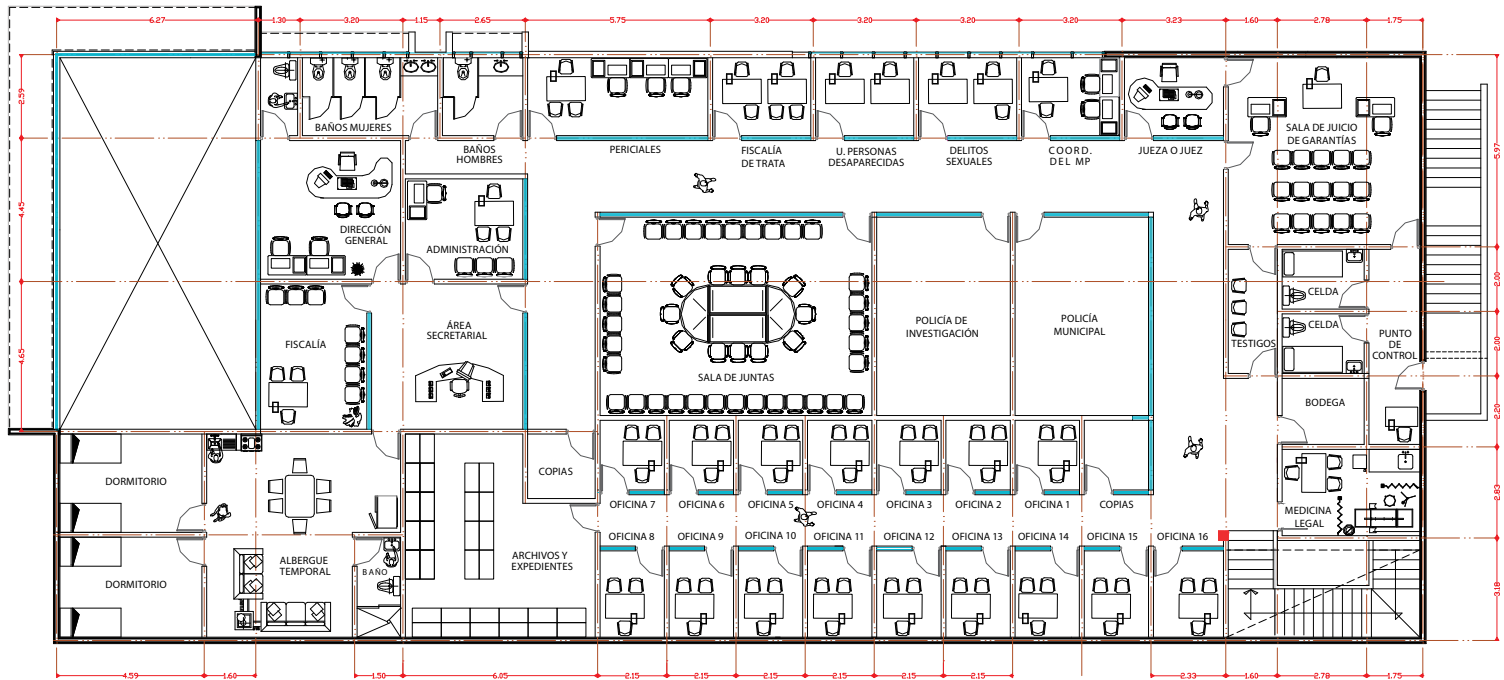 6.27
1.30
3.20
1.15
2.65
5.75
3.20
3.20
3.20
3.20
3.23
1.60
2.78
1.75
2.59
4.45
4.65
BAÑOS MUJERES
BAÑOS
HOMBRES
PERICIALES
FISCALÍA
DE TRATA
U. PERSONAS
DESAPARECIDAS
DELITOS
SEXUALES
COORD.
DEL MP
JUEZA O JUEZ
SALA DE JUICIO
DE GARANTÍAS
5.97
DIRECCIÓN
GENERAL
ADMINISTRACIÓN
FISCALÍA
ÁREA
SECRETARIAL
SALA DE JUNTAS
POLICÍA DE
INVESTIGACIÓN
POLICÍA
MUNICIPAL
TESTIGOS
CELDA
CELDA
PUNTO
DE
CONTROL
2.00
2.00
BODEGA
2.20
DORMITORIO
COPIAS
OFICINA 7
OFICINA 6
OFICINA 5
OFICINA 4
OFICINA 3
OFICINA 2
OFICINA 1
COPIAS
MEDICINA
LEGAL
2.83
OFICINA 8
OFICINA 9
OFICINA 10
OFICINA 11
OFICINA 12
OFICINA 13
OFICINA 14
OFICINA 15
OFICINA 16
DORMITORIO
ALBERGUE
TEMPORAL
BAÑO
ARCHIVOS Y
EXPEDIENTES
3.18
4.59
1.60
1.50
6.05
2.15
2.15
2.15
2.15
2.15
2.33
1.60
2.78
1.75